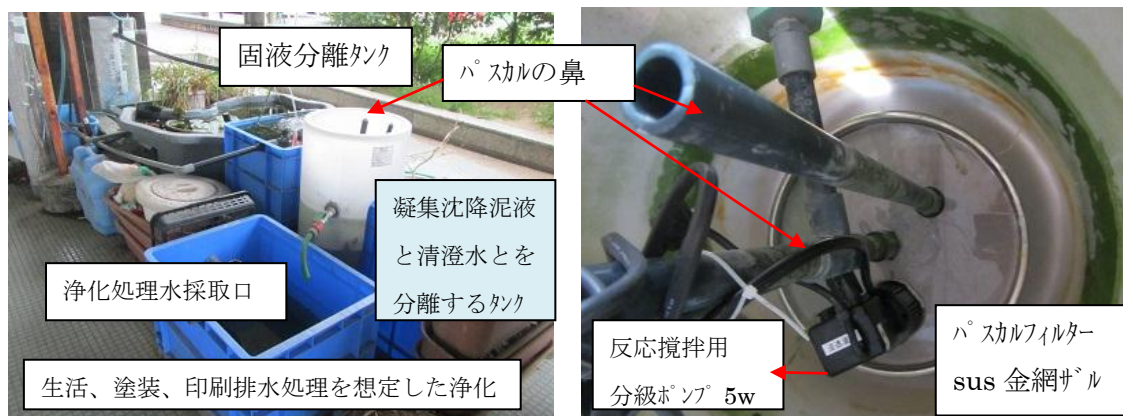 固液分離ﾀﾝｸ
ﾊﾟｽｶﾙの鼻
凝集沈降泥液
と清澄水とを
分離するﾀﾝｸ
浄化処理水採取口
生活、塗装、印刷排水処理を想定した浄化
反応撹拌用
分級ﾎﾟﾝﾌﾟ 5w
ﾊﾟｽｶﾙフィルター
sus 金網ｻﾞﾙ